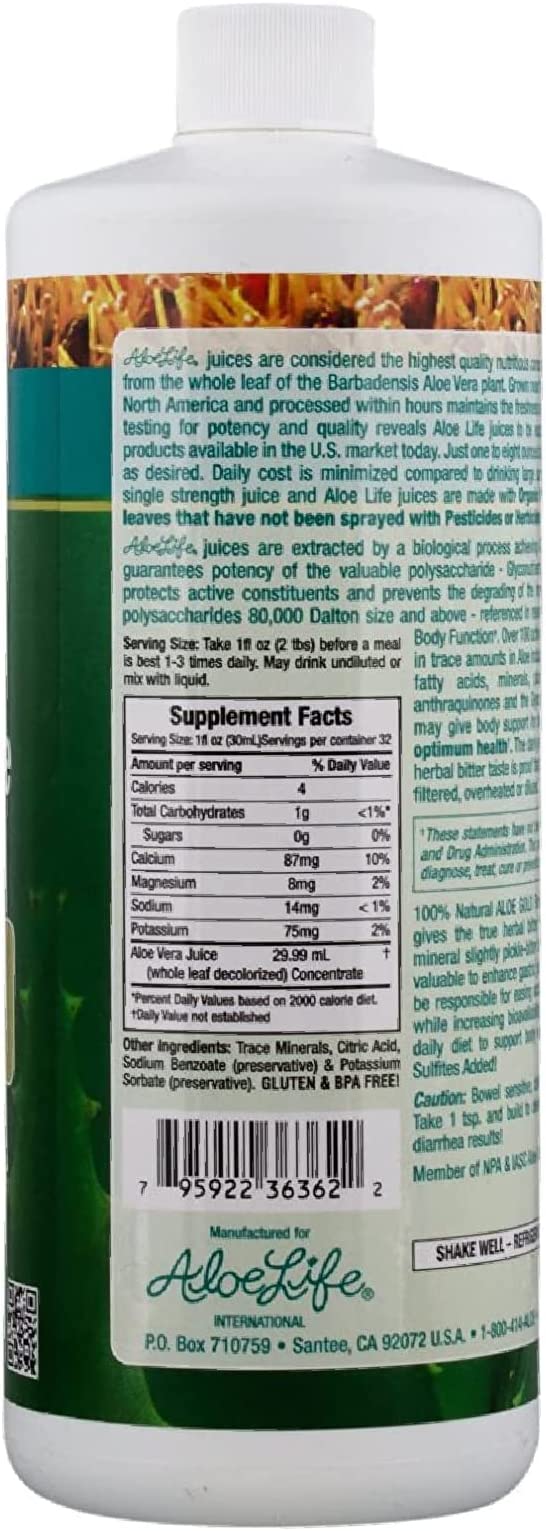 AloeLife® juices are considered the highest quality nutritious
from the whole leaf of the Barbadensis Aloe Vera plant. Grown
North America and processed within hours maintains the
testing for potency and quality reveals Aloe Life juices to be
products available in the U.S. market today. Just one to eight
as desired. Daily cost is minimized compared to drinking large
single strength juice and Aloe Life juices are made with
leaves that have not been sprayed with Pesticides or
AloeLife® juices are extracted by a biological process
guarantees potency of the valuable polysaccharide -
protects active constituents and prevents the degrading of the
polysaccharides 80,000 Dalton size and above - referenced in
Serving Size: Take 1fl oz (2 tbs) before a meal
is best 1-3 times daily. May drink undiluted or
mix with liquid.
Supplement Facts
Serving Size: 1fl oz (30mL)Servings per container 32
Amount per serving % Daily Value
Calories 4
Total Carbohydrates 1g <1%*
Sugars 0g 0%
Calcium 87mg 10%
Magnesium 8mg 2%
Sodium 14mg <1%
Potassium 75mg 2%
Aloe Vera Juice 29.99 mL †
(whole leaf decolorized) Concentrate
*Percent Daily Values based on 2000 calorie diet.
†Daily Value not established
Other Ingredients: Trace Minerals, Citric Acid,
Sodium Benzoate (preservative) & Potassium
Sorbate (preservative). GLUTEN & BPA FREE!
Body Function†. Over
in trace amounts in Aloe
fatty acids, minerals,
anthraquinones and the
may give body support
optimum health†. The
herbal bitter taste is
filtered, overheated or
†These statements have
and Drug Administration.
diagnose, treat, cure or
100% Natural ALOE GOLD
gives the true herbal
mineral slightly
valuable to enhance
be responsible for
while increasing
daily diet to support
Sulfites Added!
Caution: Bowel sensitive,
Take 1 tsp. and build to
diarrhea results!
Member of NPA & IASC
SHAKE WELL -
7 95922 36362 2
Manufactured for
AloeLife®
INTERNATIONAL
P.O. Box 710759 • Santee, CA 92072 U.S.A. • 1-800-414-